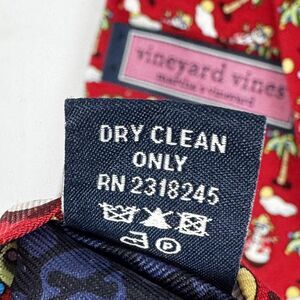 vineyard vines
martha's vineyard
DRY CLEAN
ONLY
RN 2318245
P